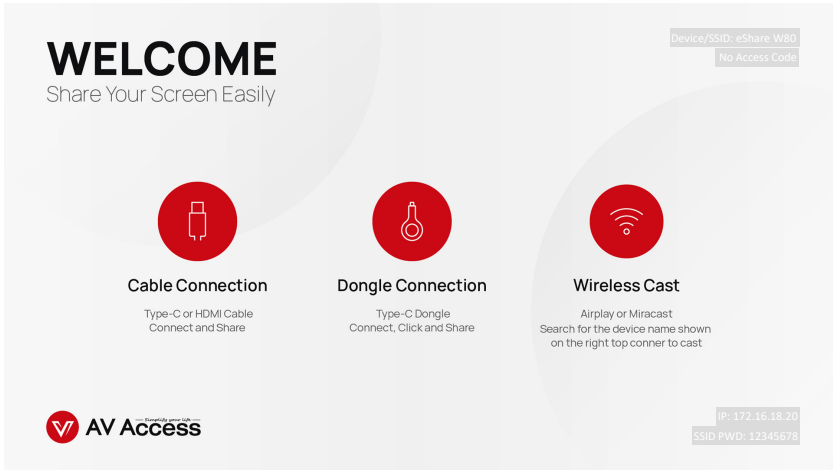 WELCOME
Share Your Screen Easily
Device/SSID: eShare W80
No Access Code
Cable Connection
Type-C or HDMI Cable
Connect and Share
Dongle Connection
Type-C Dongle
Connect, Click and Share
Wireless Cast
Airplay or Miracast
Search for the device name shown
on the right top conner to cast
Simplify your life
AV Access
IP: 172.16.18.20
SSID PWD: 12345678